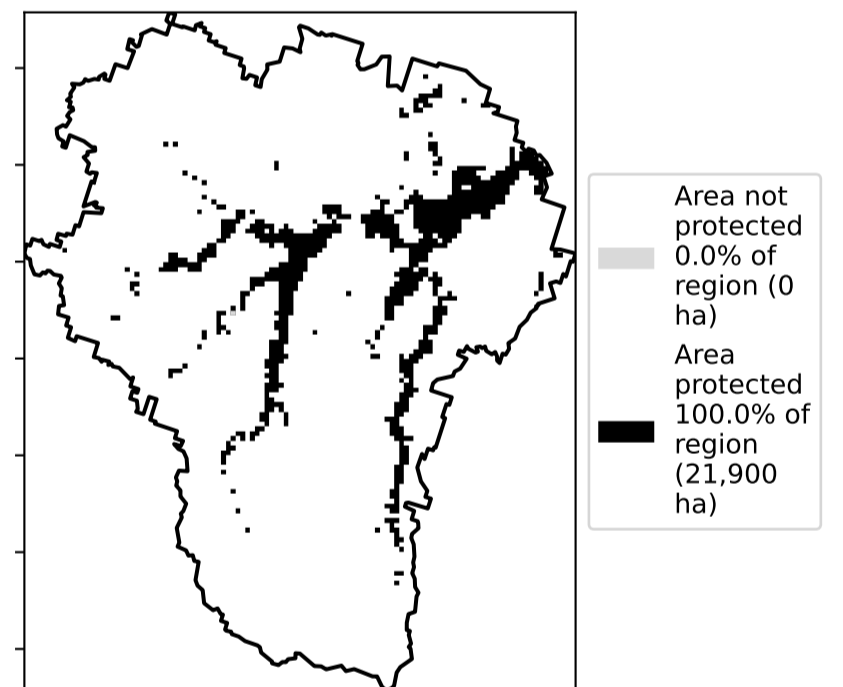 Area not
protected
0.0% of
region (0
ha)
Area
protected
100.0% of
region
(21,900
ha)